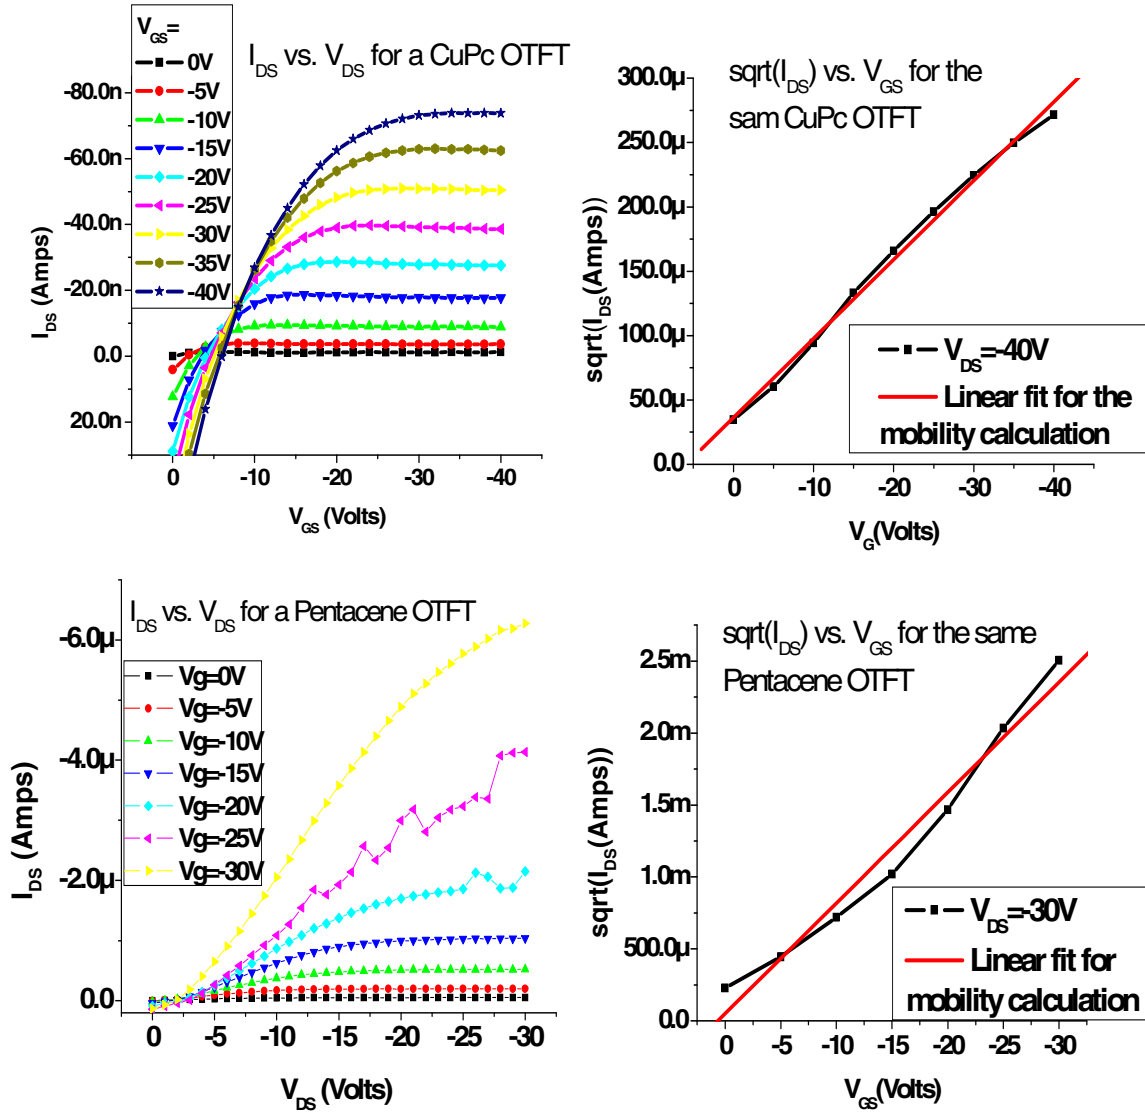 V_GS=
0V
-5V
-10V
-15V
-20V
-25V
-30V
-35V
-40V
I_DS vs. V_DS for a CuPc OTFT
-80.0n
-60.0n
-40.0n
-20.0n
0.0
20.0n
I_DS (Amps)
0 -10 -20 -30 -40
V_GS (Volts)
sqrt(I_DS) vs. V_GS for the
sam CuPc OTFT
300.0µ
250.0µ
200.0µ
150.0µ
100.0µ
50.0µ
0.0
sqrt(I_DS(Amps))
V_DS=-40V
Linear fit for the
mobility calculation
0 -10 -20 -30 -40
V_G(Volts)
I_DS vs. V_DS for a Pentacene OTFT
-6.0µ
-4.0µ
-2.0µ
0.0
I_DS (Amps)
Vg=0V
Vg=-5V
Vg=-10V
Vg=-15V
Vg=-20V
Vg=-25V
Vg=-30V
0 -5 -10 -15 -20 -25 -30
V_DS (Volts)
sqrt(I_DS) vs. V_GS for the same
Pentacene OTFT
2.5m
2.0m
1.5m
1.0m
500.0µ
0.0
sqrt(I_DS(Amps))
V_DS=-30V
Linear fit for
mobility calculation
0 -5 -10 -15 -20 -25 -30
V_GS(Volts)